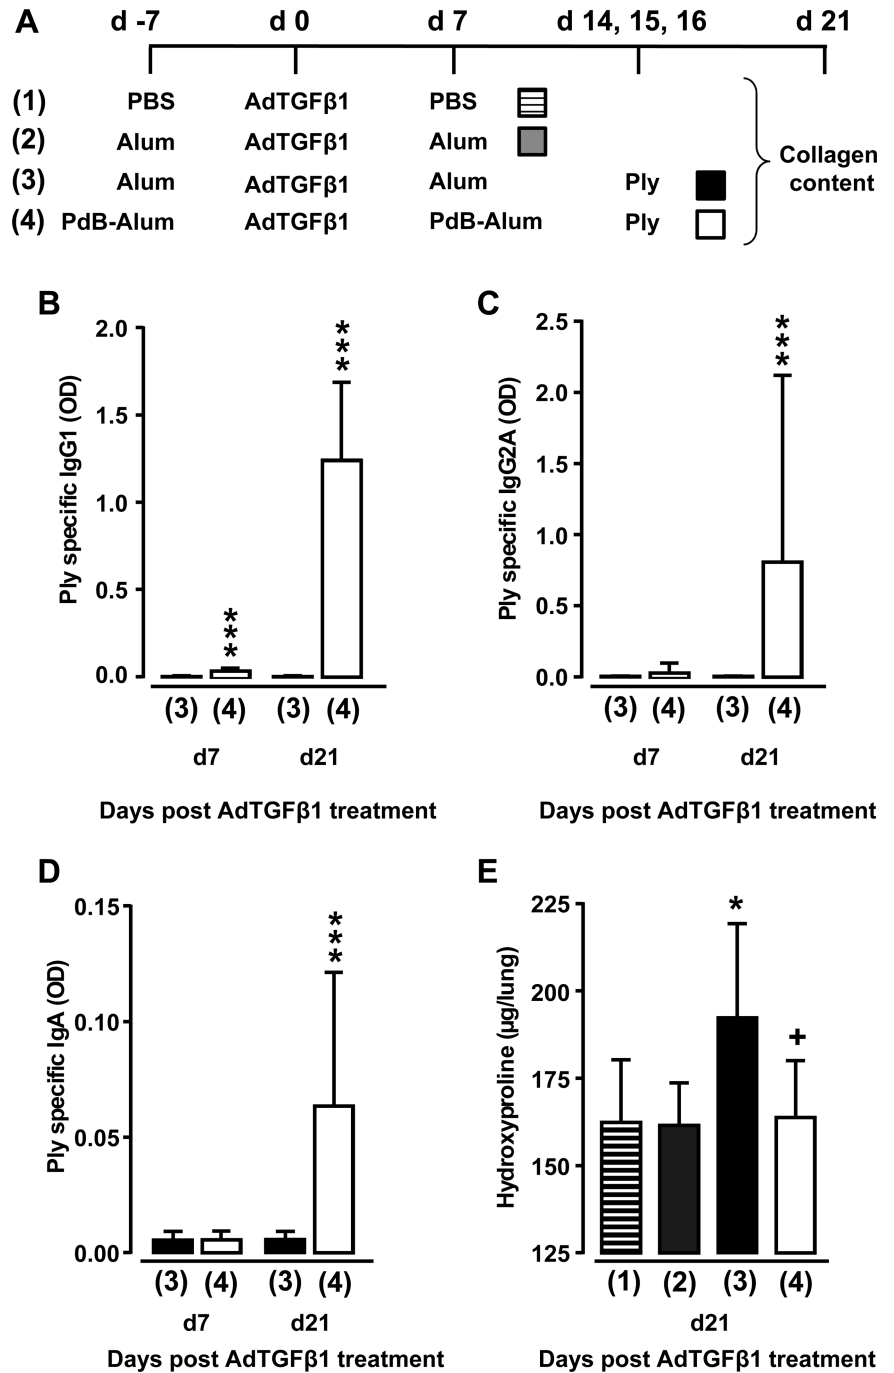 A
d -7 d 0 d 7 d 14, 15, 16 d 21
(1) PBS AdTGFβ1 PBS
(2) Alum AdTGFβ1 Alum
(3) Alum AdTGFβ1 Alum Ply
(4) PdB-Alum AdTGFβ1 PdB-Alum Ply
Collagen
content
B
Ply specific IgG1 (OD)
2.0
1.5
1.0
0.5
0.0
***
***
(3) (4) (3) (4)
d7 d21
Days post AdTGFβ1 treatment
C
Ply specific IgG2A (OD)
2.5
2.0
1.5
1.0
0.5
0.0
***
(3) (4) (3) (4)
d7 d21
Days post AdTGFβ1 treatment
D
Ply specific IgA (OD)
0.15
0.10
0.05
0.00
***
(3) (4) (3) (4)
d7 d21
Days post AdTGFβ1 treatment
E
Hydroxyproline (µg/lung)
225
200
175
150
125
*
+
(1) (2) (3) (4)
d21
Days post AdTGFβ1 treatment